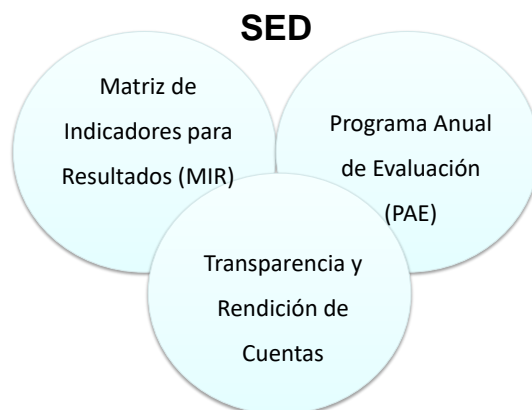 SED
Matriz de
Indicadores para
Resultados (MIR)
Programa Anual
de Evaluación
(PAE)
Transparencia y
Rendición de
Cuentas